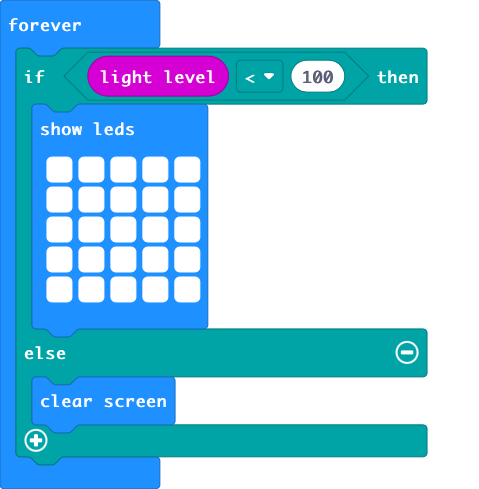 forever
if light level < 100 then
show leds
else
clear screen